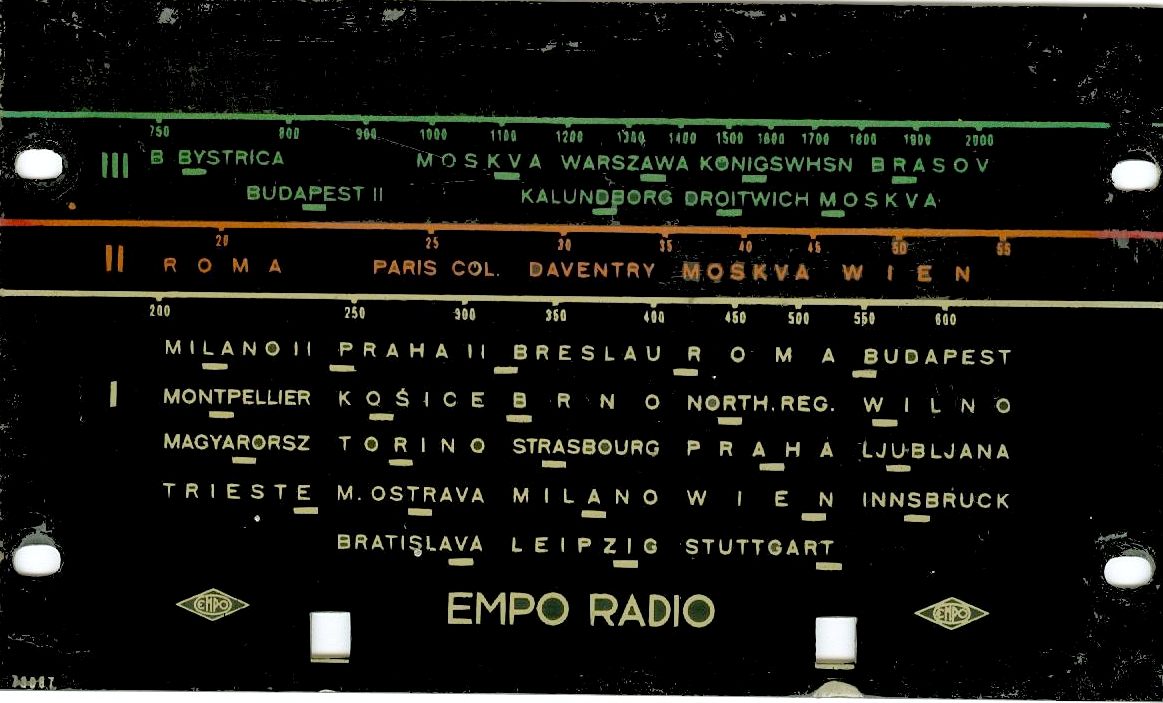 750 800 900 1000 1100 1200 1300 1400 1500 1600 1700 1800 1900 2000
III B BYSTRICA MOSKVA WARSZAWA KÖNIGSWHSN BRASOV
BUDAPEST II KALUNDBORG DROITWICH MOSKVA
20 25 30 35 40 45 50 55
II ROMA PARIS COL. DAVENTRY MOSKVA WIEN
200 250 300 350 400 450 500 550 600
MILANO II PRAHA II BRESLAU ROMA BUDAPEST
I MONTPELLIER KOŠICE BRNO NORTH.REG. WILNO
MAGYARORSZ TORINO STRASBOURG PRAHA LJUBLJANA
TRIESTE M. OSTRAVA MILANO WIEN INNSBRUCK
BRATISLAVA LEIPZIG STUTTGART
EMPO EMPO RADIO EMPO